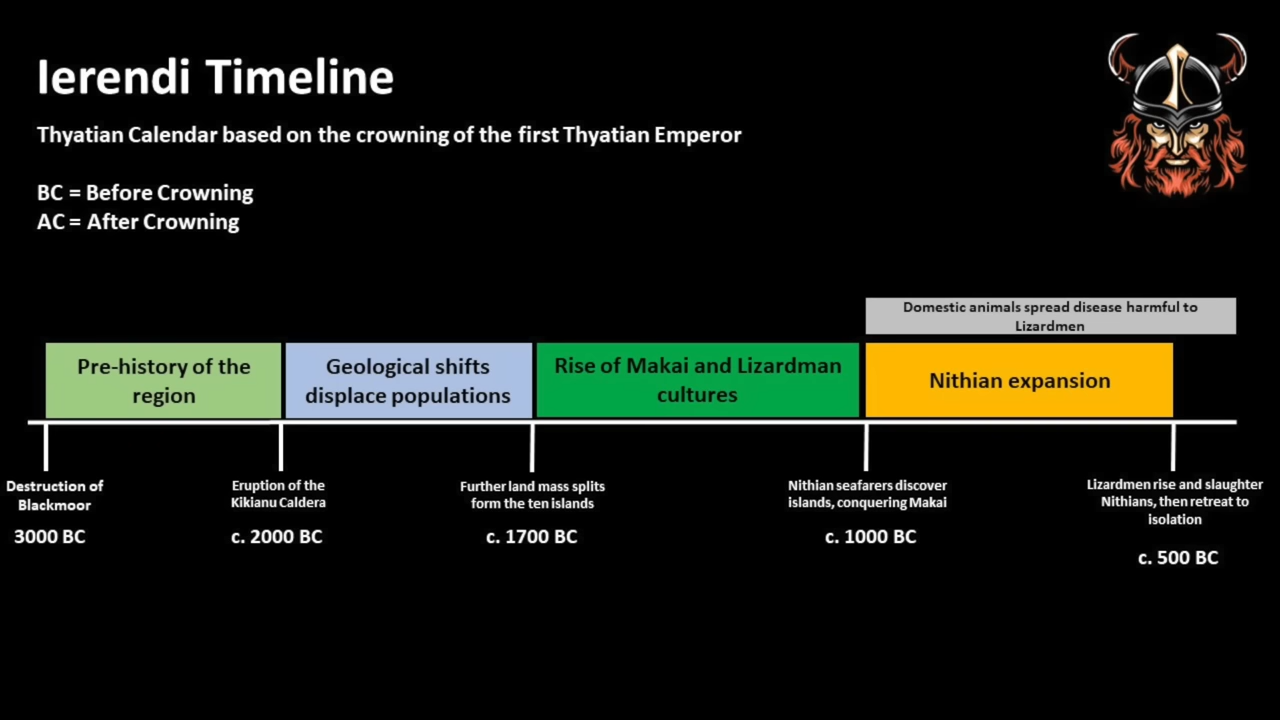 Ierendi Timeline
Thyatian Calendar based on the crowning of the first Thyatian Emperor
BC = Before Crowning
AC = After Crowning
Domestic animals spread disease harmful to
Lizardmen
Pre-history of the
region
Geological shifts
displace populations
Rise of Makai and Lizardman
cultures
Nithian expansion
Destruction of
Blackmoor
3000 BC
Eruption of the
Kikianu Caldera
c. 2000 BC
Further land mass splits
form the ten islands
c. 1700 BC
Nithian seafarers discover
islands, conquering Makai
c. 1000 BC
Lizardmen rise and slaughter
Nithians, then retreat to
isolation
c. 500 BC